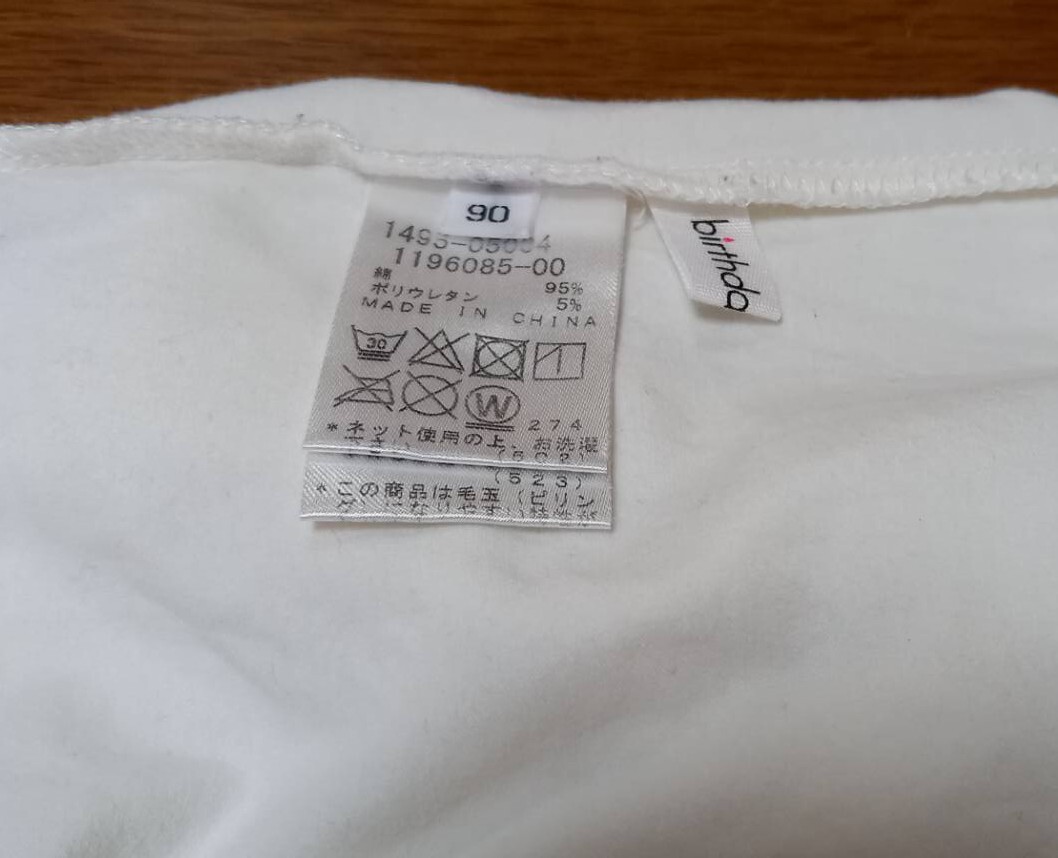 90
1196085-00
綿 95%
ポリウレタン 5%
MADE IN CHINA
30
W
274
*ネット使用の上、お洗濯
(523)
*この商品は毛玉(ピリン
birthda